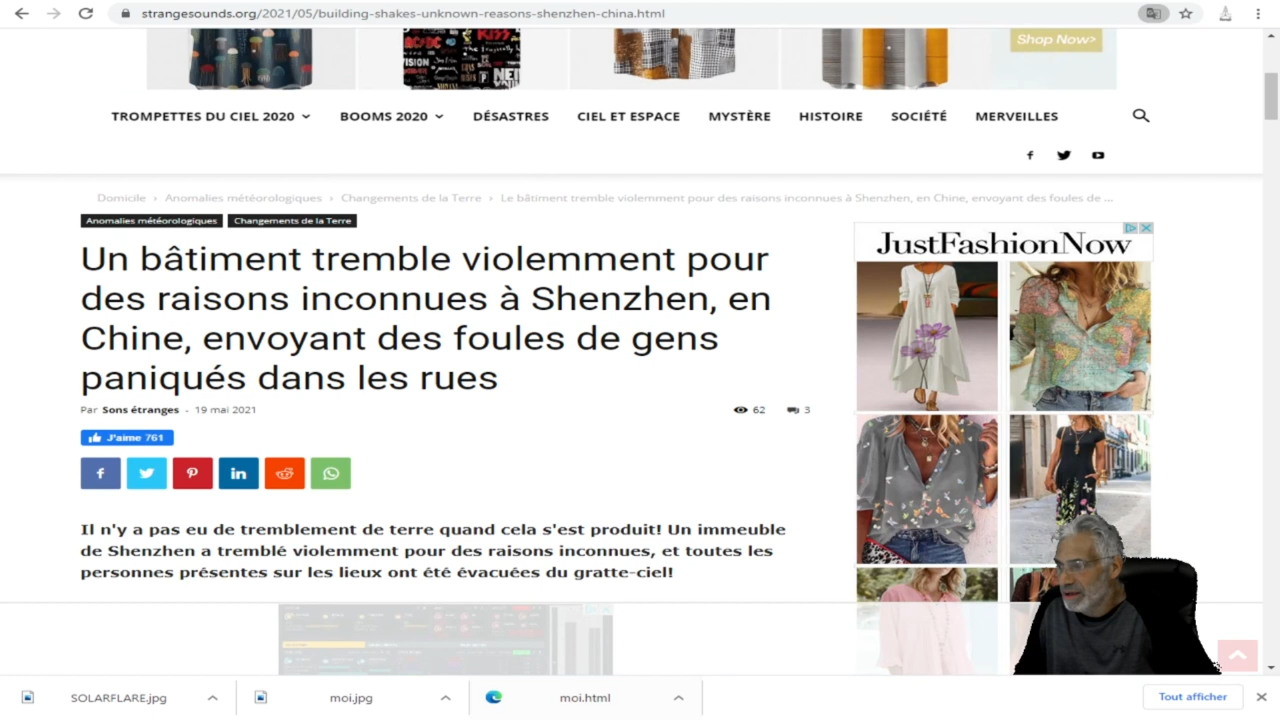 strangesounds.org/2021/05/building-shakes-unknown-reasons-shenzhen-china.html
AC/DC
KISS
Shop Now>
TROMPETTES DU CIEL 2020
BOOMS 2020
DÉSASTRES
CIEL ET ESPACE
MYSTÈRE
HISTOIRE
SOCIÉTÉ
MERVEILLES
Domicile › Anomalies météorologiques › Changements de la Terre › Le bâtiment tremble violemment pour des raisons inconnues à Shenzhen, en Chine, envoyant des foules de ...
Anomalies météorologiques
Changements de la Terre
JustFashionNow
Un bâtiment tremble violemment pour
des raisons inconnues à Shenzhen, en
Chine, envoyant des foules de gens
paniqués dans les rues
Par Sons étranges - 19 mai 2021
62
3
J'aime 761
Il n'y a pas eu de tremblement de terre quand cela s'est produit! Un immeuble
de Shenzhen a tremblé violemment pour des raisons inconnues, et toutes les
personnes présentes sur les lieux ont été évacuées du gratte-ciel!
SOLARFLARE.jpg
moi.jpg
moi.html
Tout afficher